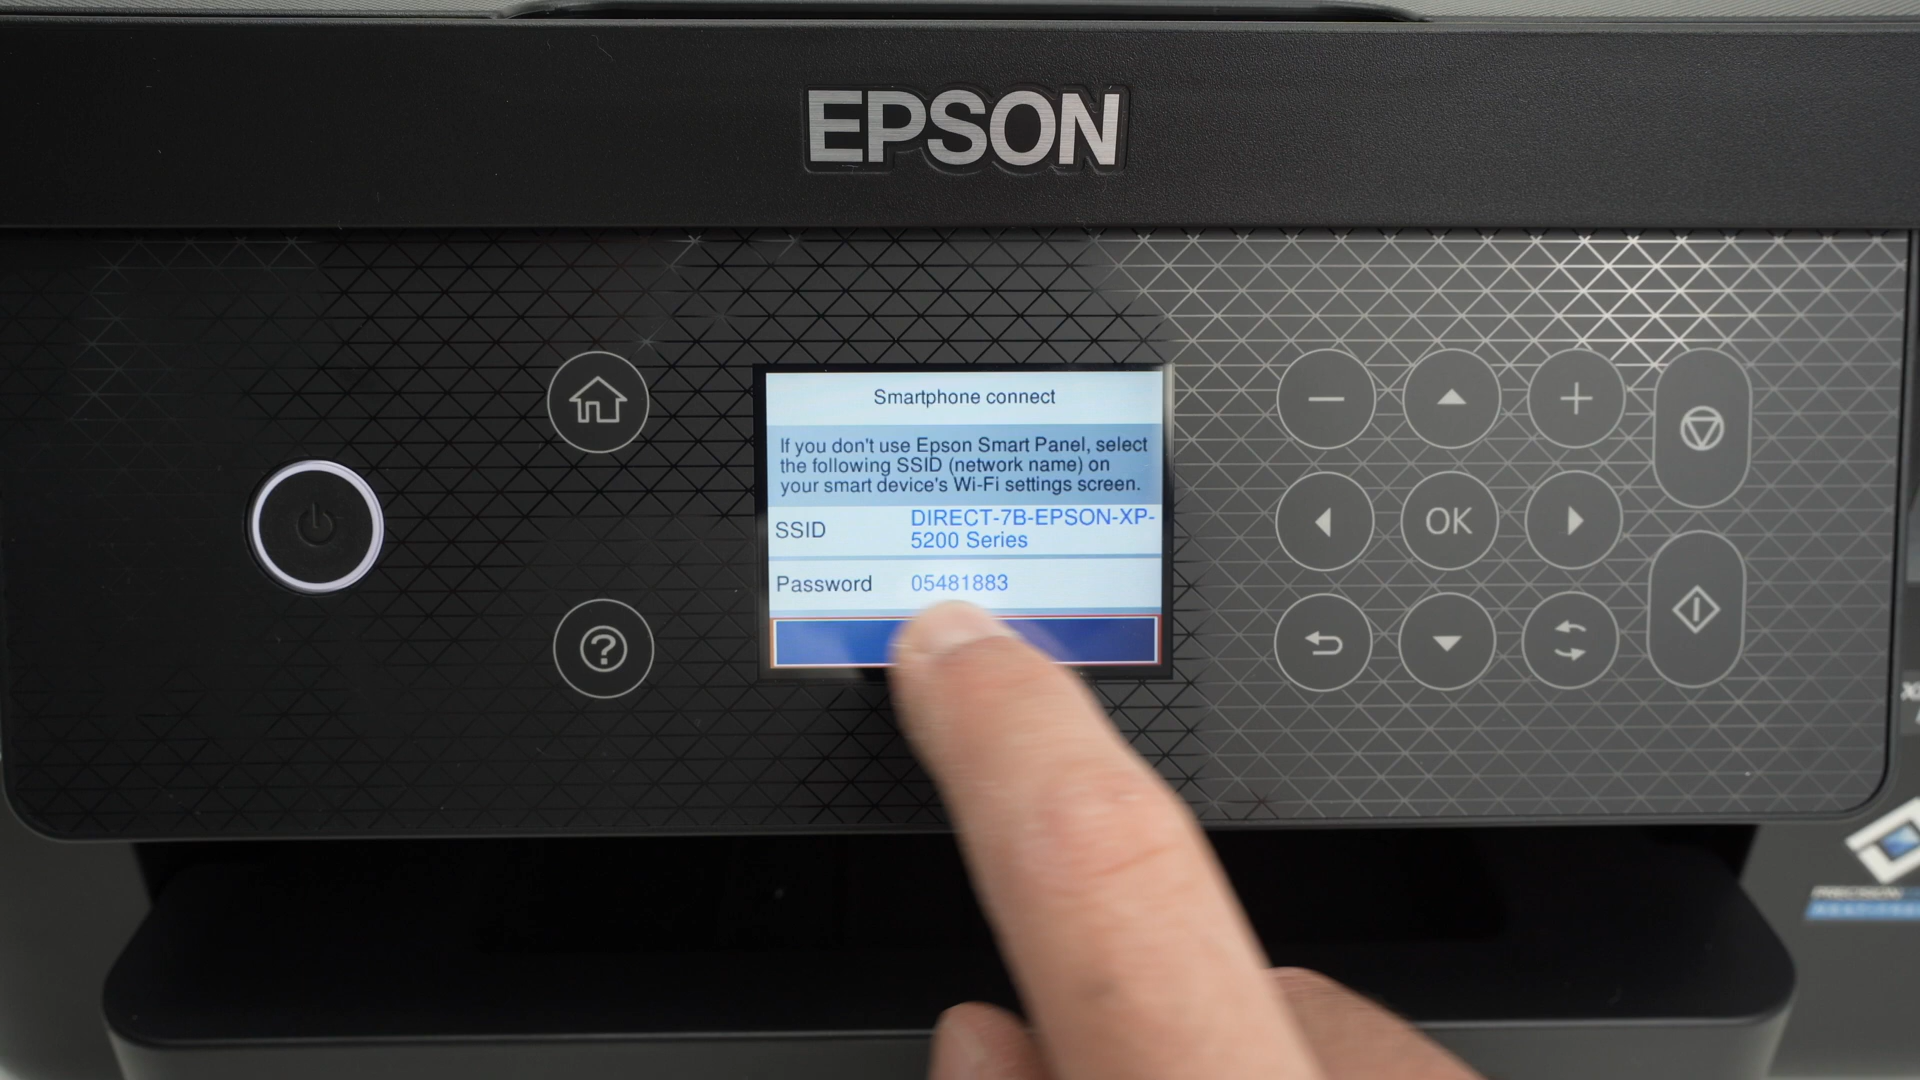 EPSON
Smartphone connect
If you don't use Epson Smart Panel, select
the following SSID (network name) on
your smart device's Wi-Fi settings screen.
SSID
DIRECT-7B-EPSON-XP-
5200 Series
Password
05481883
OK
PRECISION